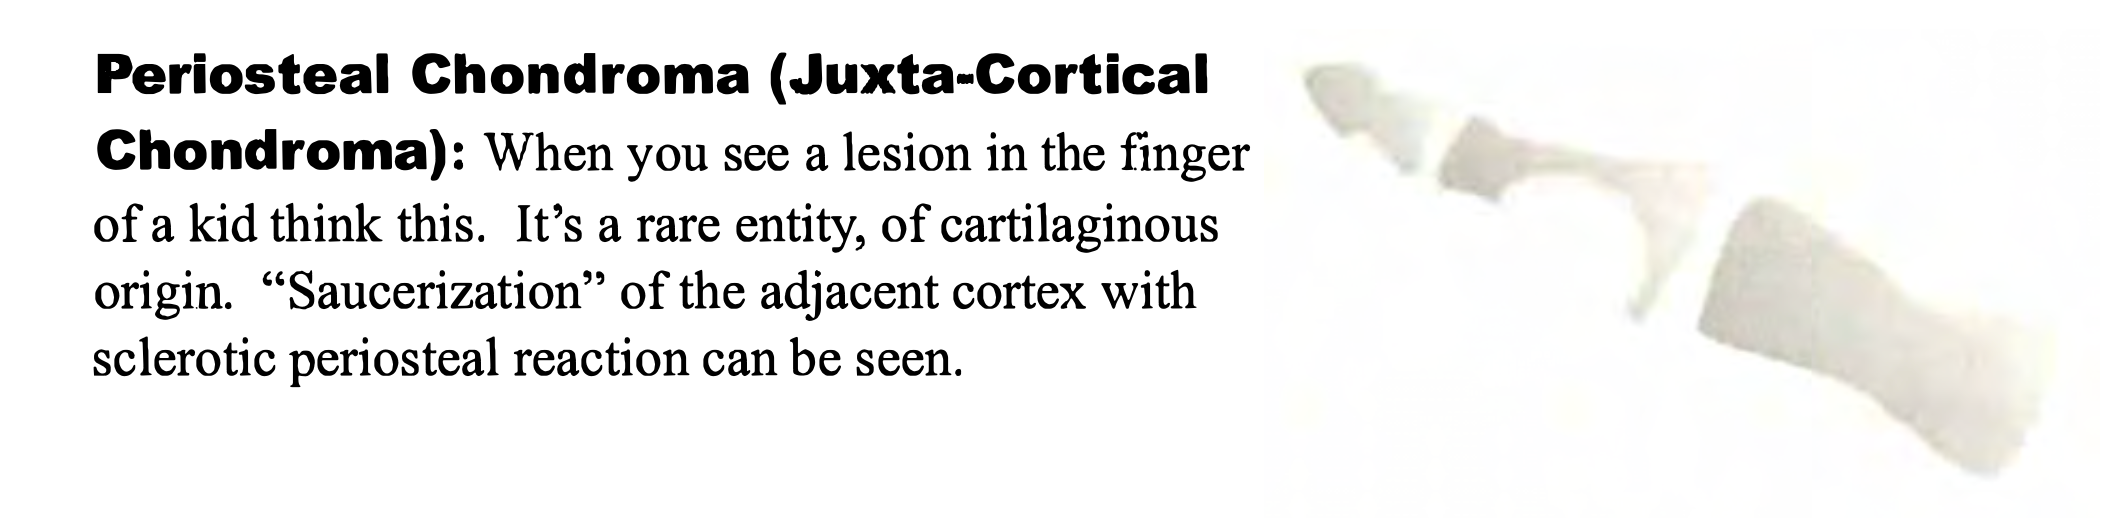 Periosteal Chondroma (Juxta-Cortical
Chondroma): When you see a lesion in the finger
of a kid think this.  It’s a rare entity, of cartilaginous
origin.  “Saucerization” of the adjacent cortex with
sclerotic periosteal reaction can be seen.